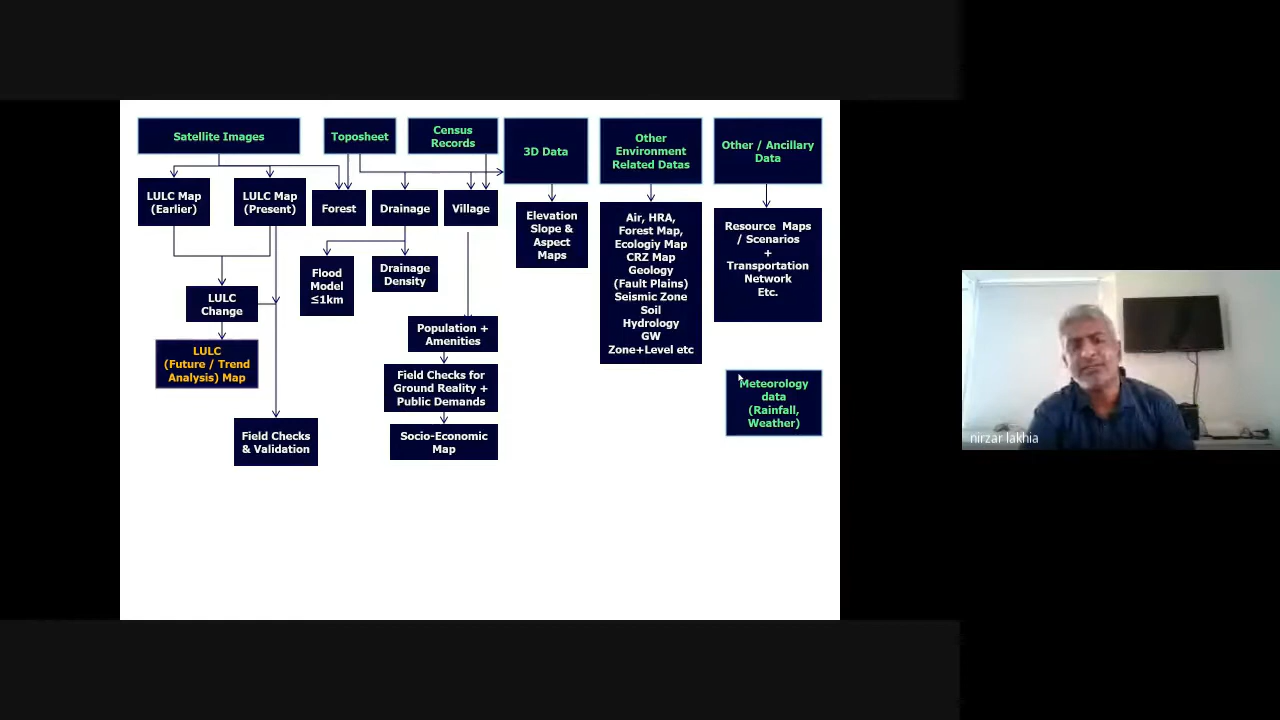 Satellite Images
Toposheet
Census
Records
3D Data
Other
Environment
Related Datas
Other / Ancillary
Data
LULC Map
(Earlier)
LULC Map
(Present)
Forest
Drainage
Village
Elevation
Slope &
Aspect
Maps
Air, HRA,
Forest Map,
Ecologiy Map
CRZ Map
Geology
(Fault Plains)
Seismic Zone
Soil
Hydrology
GW
Zone+Level etc
Resource Maps
/ Scenarios
+
Transportation
Network
Etc.
Flood
Model
≤1km
Drainage
Density
LULC
Change
Population +
Amenities
LULC
(Future / Trend
Analysis) Map
Field Checks for
Ground Reality +
Public Demands
Meteorology
data
(Rainfall,
Weather)
Field Checks
& Validation
Socio-Economic
Map
nirzar lakhia